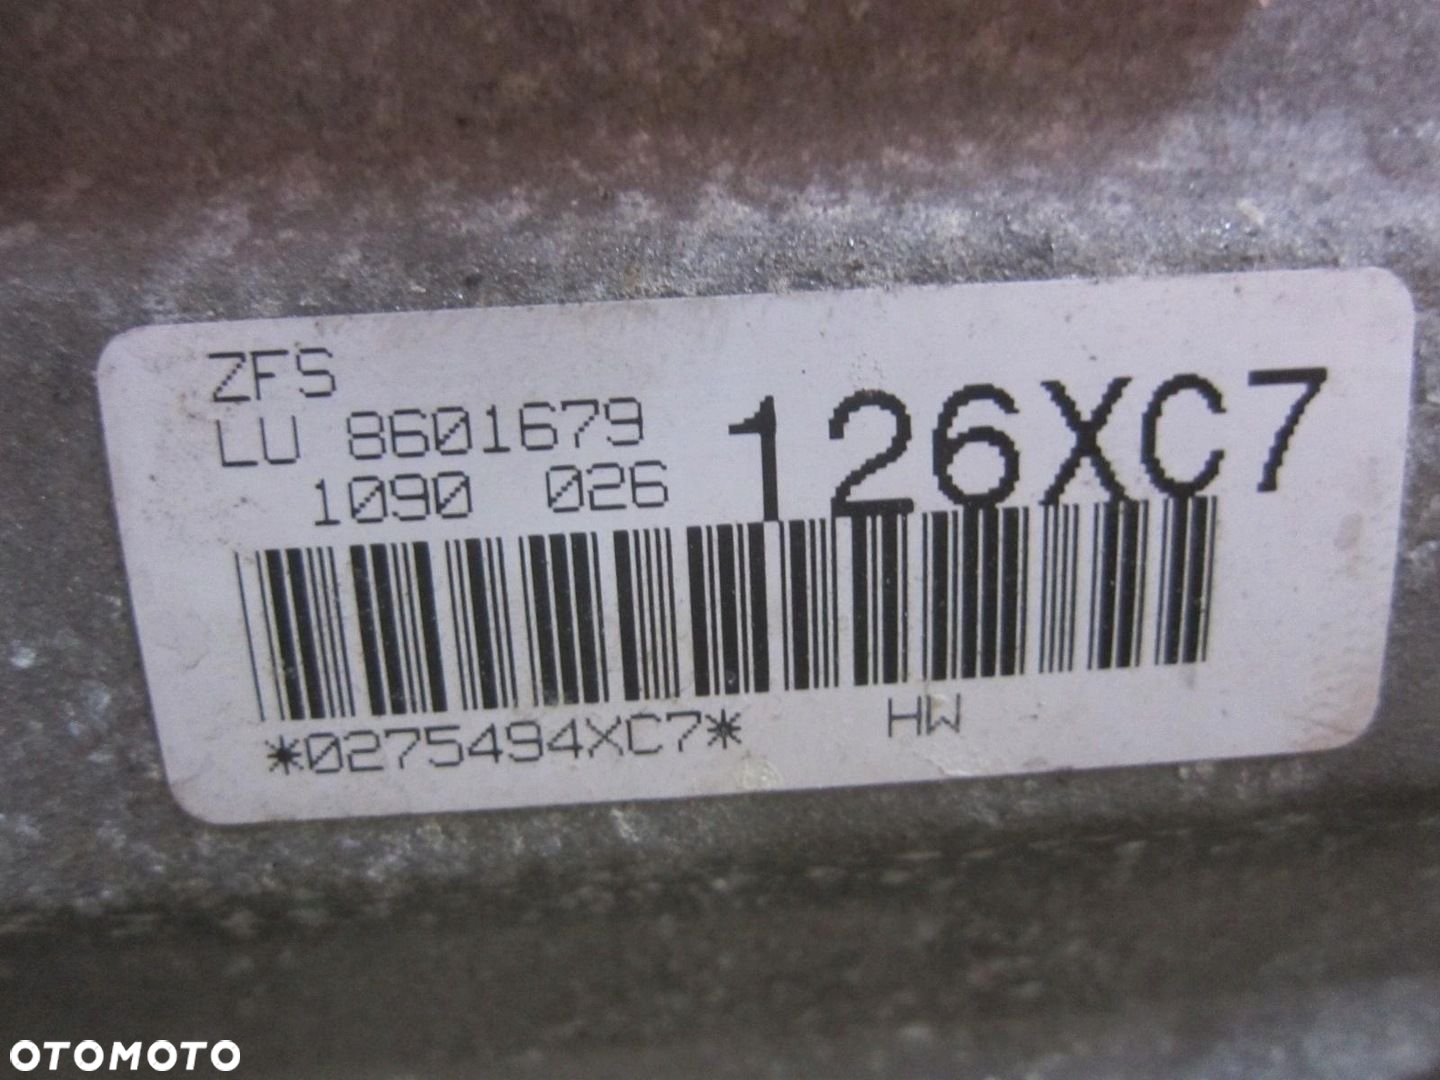 ZFS
LU 8601679
1090 026
126XC7
*0275494XC7* HW
OTOMOTO